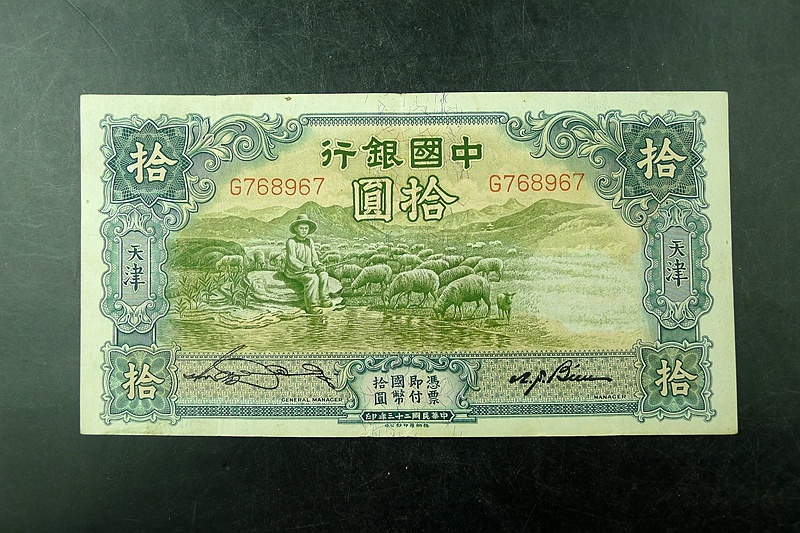 中國銀行
G768967 G768967
拾圓
拾
拾
天津
天津
憑票
即付
國幣
拾圓
GENERAL MANAGER
MANAGER
拾
拾
中華民國二十三年印